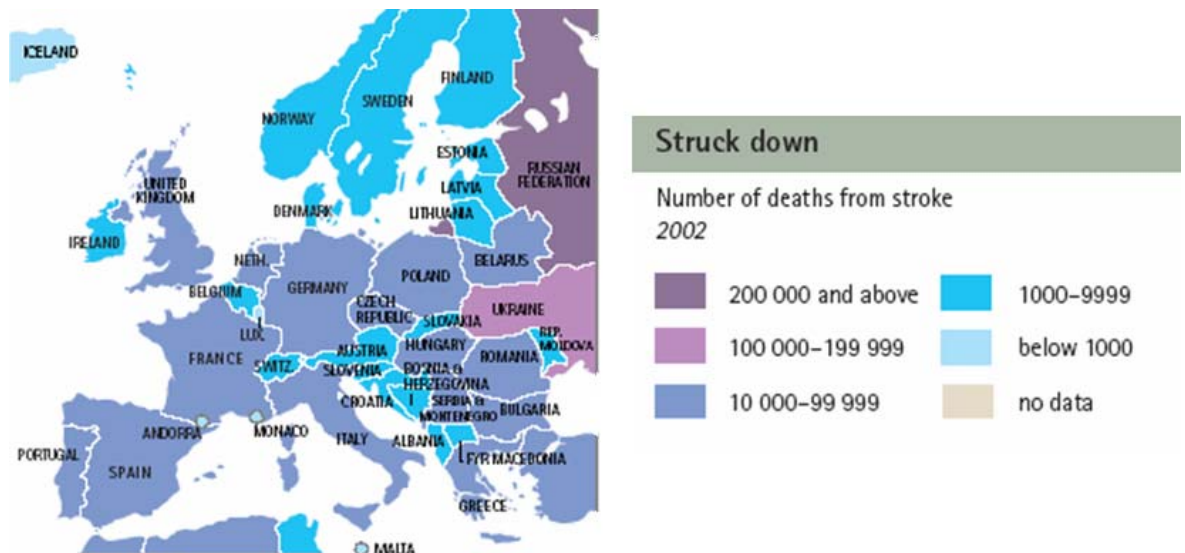 ICELAND
FINLAND
SWEDEN
NORWAY
ESTONIA
RUSSIAN
FEDERATION
LATVIA
UNITED
KINGDOM
DENMARK
LITHUANIA
IRELAND
NETH.
BELARUS
POLAND
GERMANY
BELGIUM
CZECH
REPUBLIC
UKRAINE
SLOVAKIA
LUX.
REP.
MOLDOVA
FRANCE
AUSTRIA
HUNGARY
ROMANIA
SWITZ.
SLOVENIA
BOSNIA &
HERZEGOVINA
CROATIA
SERBIA &
MONTENEGRO
BULGARIA
ANDORRA
MONACO
ITALY
ALBANIA
PORTUGAL
SPAIN
FYR MACEDONIA
GREECE
MALTA
Struck down
Number of deaths from stroke
2002
200 000 and above
1000–9999
100 000–199 999
below 1000
10 000–99 999
no data